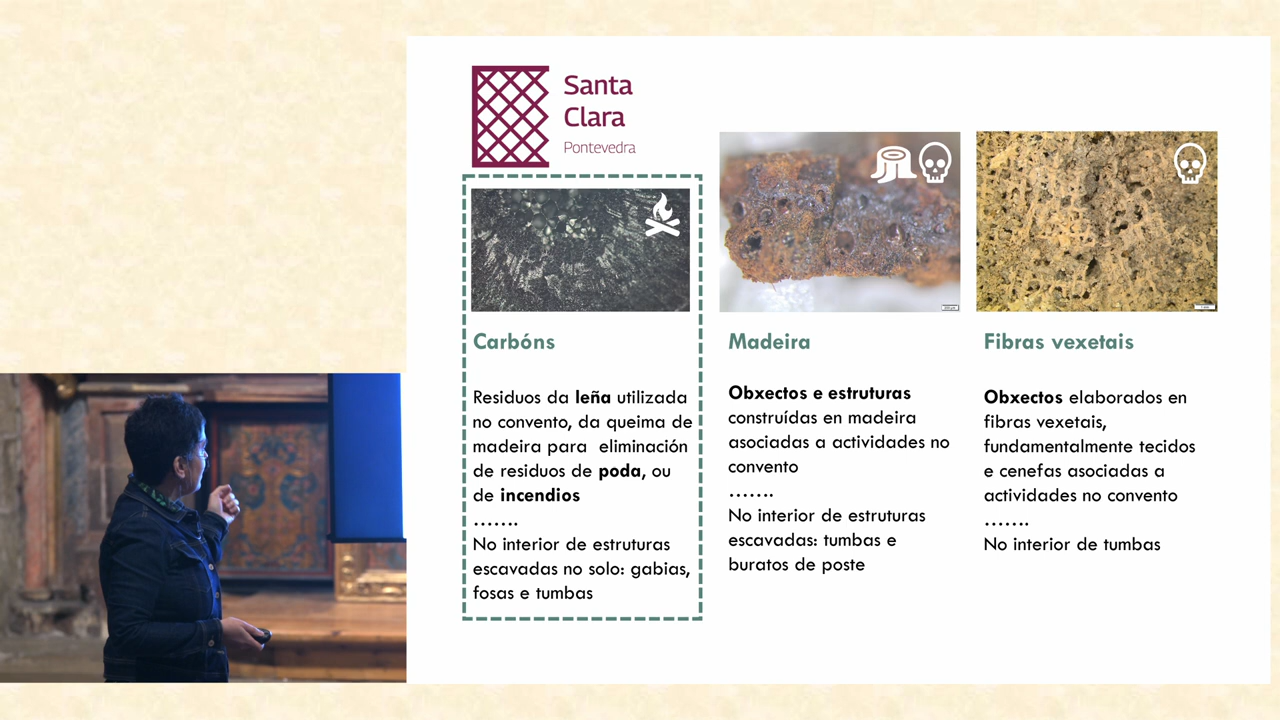 Santa
Clara
Pontevedra
Carbóns
Residuos da leña utilizada
no convento, da queima de
madeira para eliminación
de residuos de poda, ou
de incendios
.......
No interior de estruturas
escavadas no solo: gabias,
fosas e tumbas
Madeira
Obxectos e estruturas
construídas en madeira
asociadas a actividades no
convento
.......
No interior de estruturas
escavadas: tumbas e
buratos de poste
Fibras vexetais
Obxectos elaborados en
fibras vexetais,
fundamentalmente tecidos
e cenefas asociadas a
actividades no convento
.......
No interior de tumbas